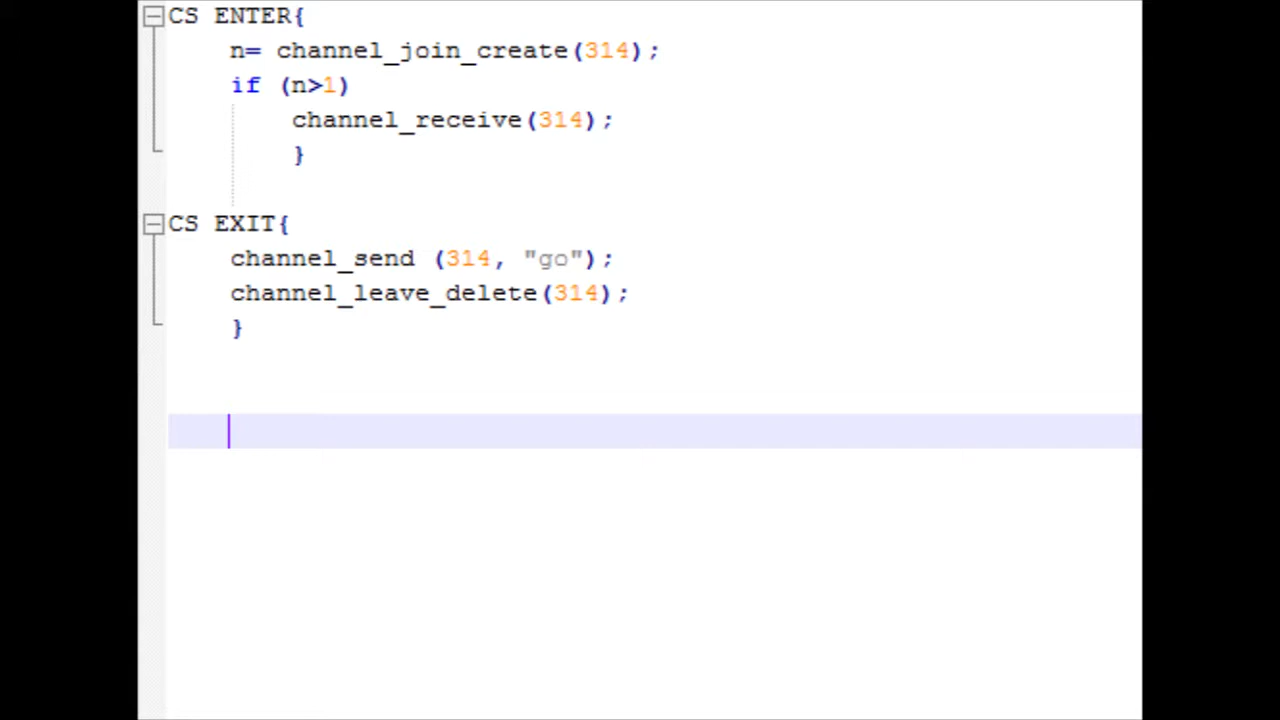 CS ENTER{
n= channel_join_create(314);
if (n>1)
channel_receive(314);
}
CS EXIT{
channel_send (314, "go");
channel_leave_delete(314);
}